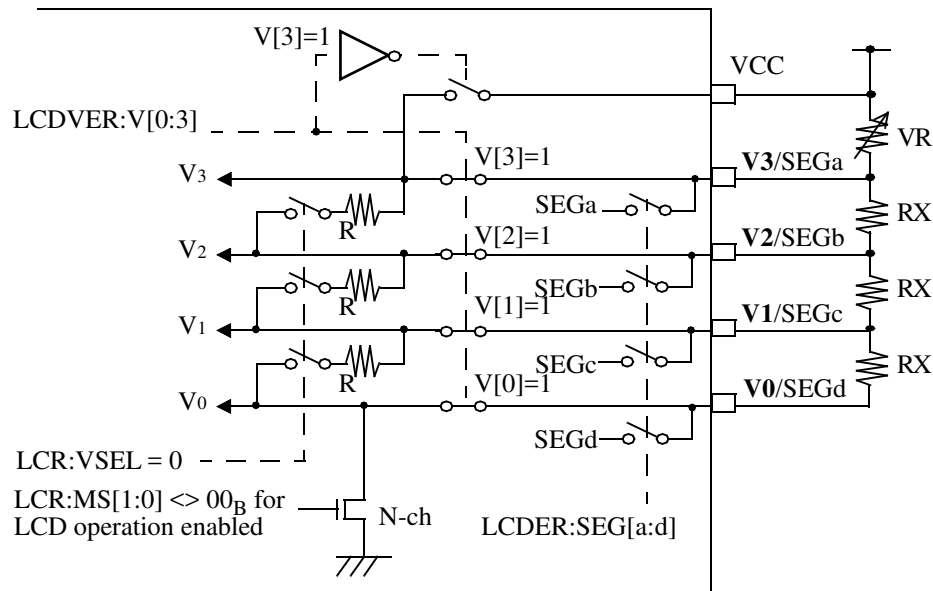 V[3]=1
VCC
LCDVER:V[0:3]
VR
V[3]=1
V3/SEGa
V3
SEGa
R
RX
V[2]=1
V2/SEGb
V2
SEGb
R
RX
V[1]=1
V1/SEGc
V1
SEGc
R
RX
V[0]=1
V0/SEGd
V0
SEGd
LCR:VSEL = 0
LCR:MS[1:0] <> 00B for
LCD operation enabled
N-ch
LCDER:SEG[a:d]